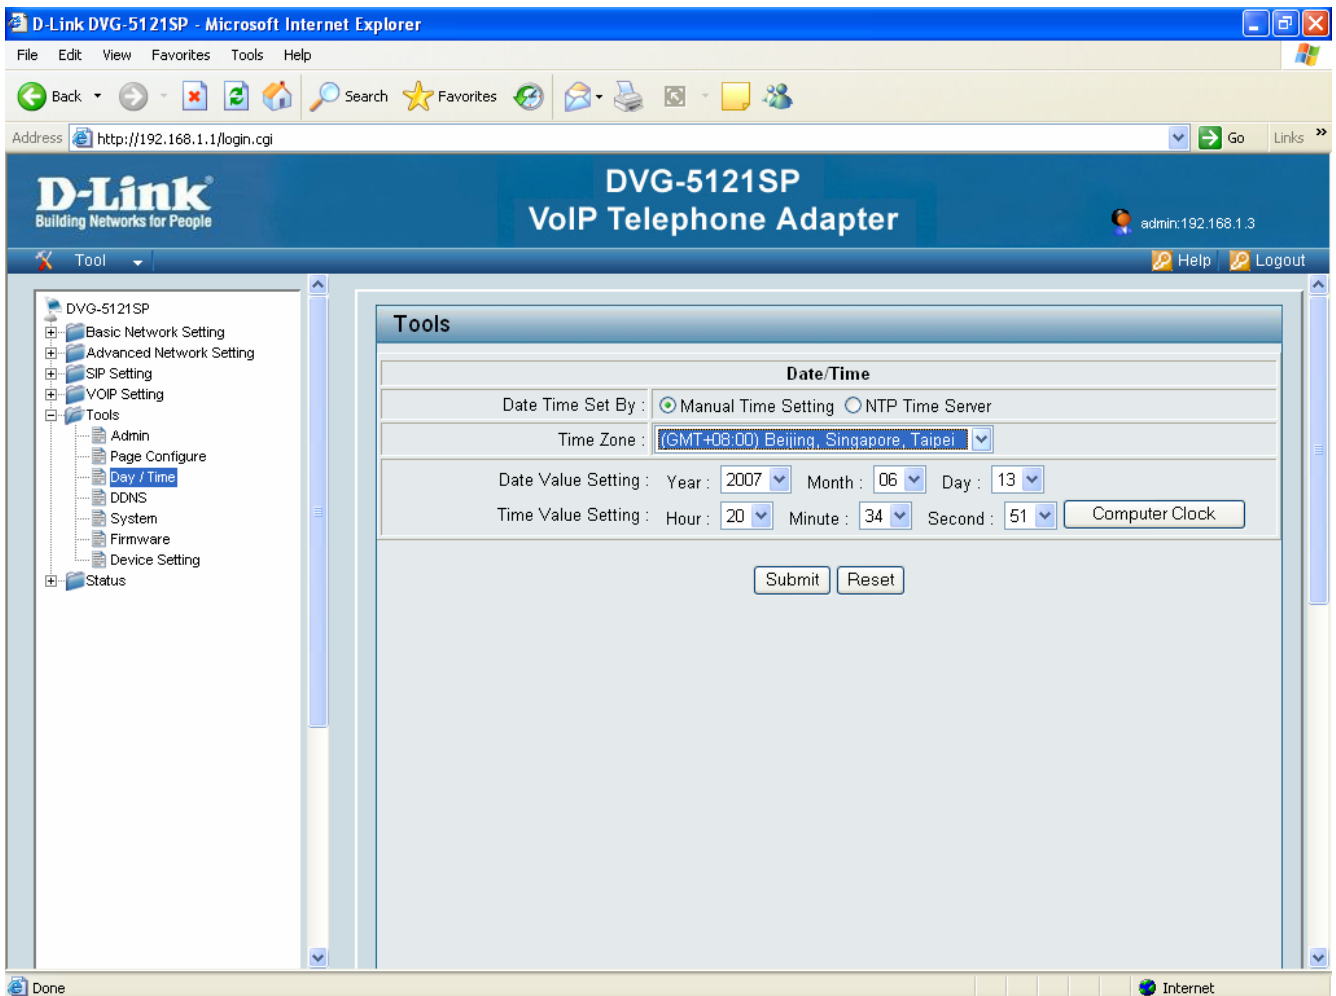 D-Link DVG-5121SP - Microsoft Internet Explorer
File Edit View Favorites Tools Help
Back Search Favorites
Address http://192.168.1.1/login.cgi Go Links »
D-Link®
Building Networks for People
DVG-5121SP
VoIP Telephone Adapter
admin:192.168.1.3
Tool Help Logout
DVG-5121SP
Basic Network Setting
Advanced Network Setting
SIP Setting
VOIP Setting
Tools
Admin
Page Configure
Day / Time
DDNS
System
Firmware
Device Setting
Status
Tools
Date/Time
Date Time Set By : Manual Time Setting NTP Time Server
Time Zone : (GMT+08:00) Beijing, Singapore, Taipei
Date Value Setting : Year : 2007 Month : 06 Day : 13
Time Value Setting : Hour : 20 Minute : 34 Second : 51 Computer Clock
Submit Reset
Done Internet